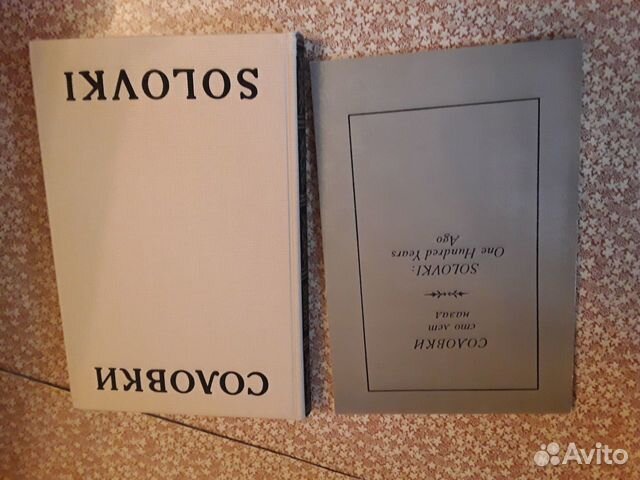 СОЛОВКИ
SOLOVKI
СОЛОВКИ
сто лет
назад
SOLOVKI:
One Hundred Years
Ago
Avito